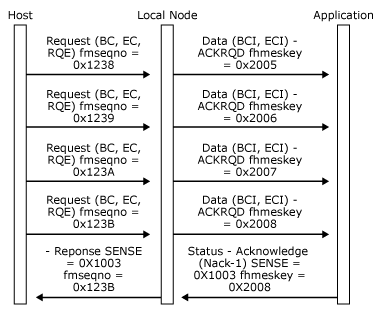 Host
Local Node
Application
Request (BC, EC,
RQE) fmseqno =
0x1238
Data (BCI, ECI) -
ACKRQD fhmeskey
= 0x2005
Request (BC, EC,
RQE) fmseqno =
0x1239
Data (BCI, ECI) -
ACKRQD fhmeskey
= 0x2006
Request (BC, EC,
RQE) fmseqno =
0x123A
Data (BCI, ECI) -
ACKRQD fhmeskey
= 0x2007
Request (BC, EC,
RQE) fmseqno =
0x123B
Data (BCI, ECI) -
ACKRQD fhmeskey
= 0x2008
- Reponse SENSE
= 0X1003
fmseqno =
0x123B
Status - Acknowledge
(Nack-1) SENSE =
0X1003 fhmeskey =
0X2008